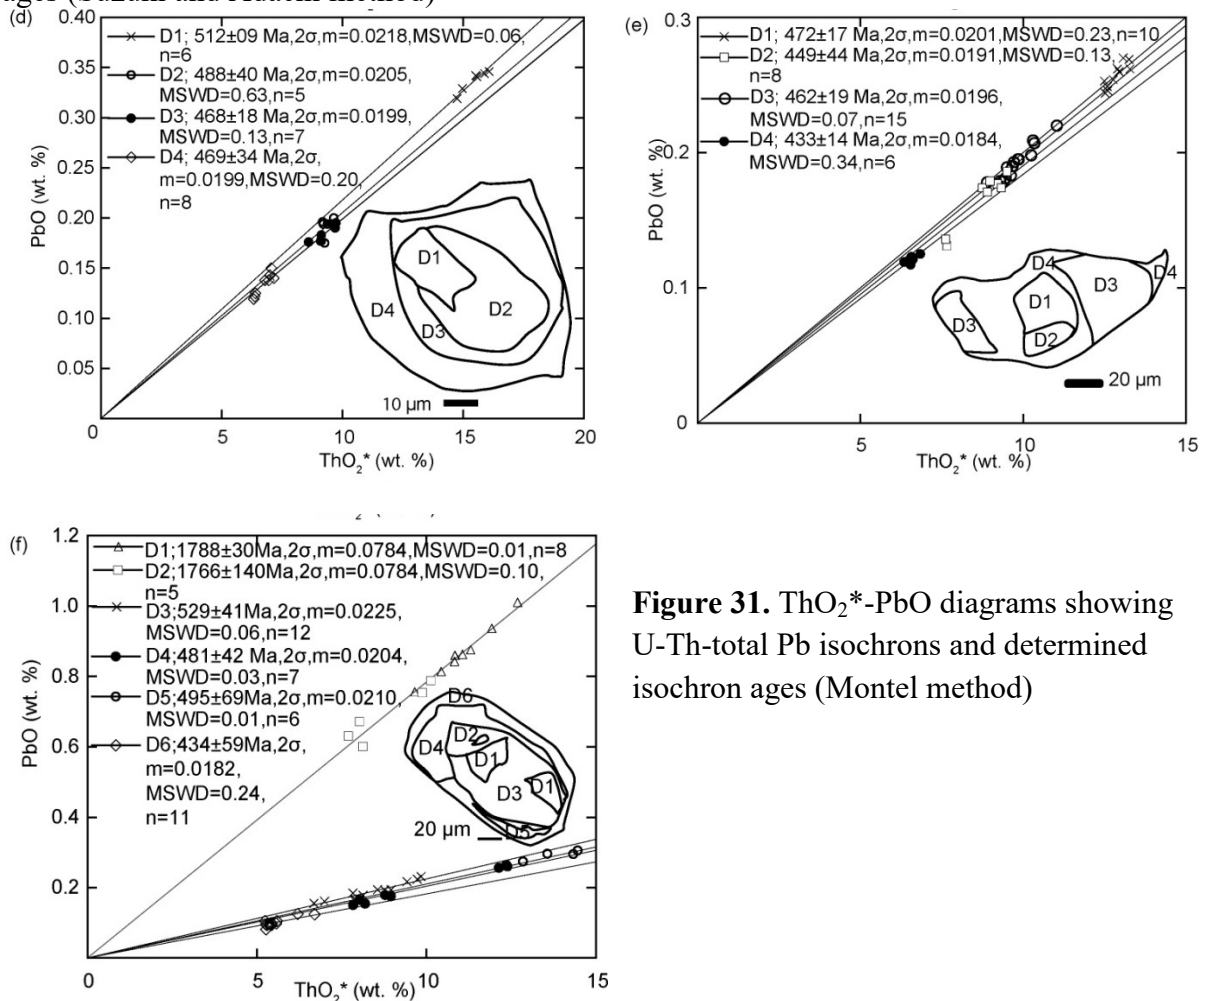 ages (Suzuki and Adachi method)
(d)
0.40
0.35
0.30
0.25
0.20
0.15
0.10
0.05
0
5
10
15
20
PbO (wt. %)
ThO2* (wt. %)
D1; 512±09 Ma,2σ,m=0.0218,MSWD=0.06,
n=6
D2; 488±40 Ma,2σ,m=0.0205,
MSWD=0.63,n=5
D3; 468±18 Ma,2σ,m=0.0199,
MSWD=0.13,n=7
D4; 469±34 Ma,2σ,
m=0.0199,MSWD=0.20,
n=8
D1
D2
D3
D4
10 µm
(e)
0.3
0.2
0.1
0
5
10
15
PbO (wt. %)
ThO2* (wt. %)
D1; 472±17 Ma,2σ,m=0.0201,MSWD=0.23,n=10
D2; 449±44 Ma,2σ,m=0.0191,MSWD=0.13,
n=8
D3; 462±19 Ma,2σ,m=0.0196,
MSWD=0.07,n=15
D4; 433±14 Ma,2σ,m=0.0184,
MSWD=0.34,n=6
D4
D3
D4
D1
D3
D2
20 µm
(f)
1.2
1.0
0.8
0.6
0.4
0.2
0
5
10
15
PbO (wt. %)
ThO2* (wt. %)
D1;1788±30Ma,2σ,m=0.0784,MSWD=0.01,n=8
D2;1766±140Ma,2σ,m=0.0784,MSWD=0.10,
n=5
D3;529±41Ma,2σ,m=0.0225,
MSWD=0.06,n=12
D4;481±42 Ma,2σ,m=0.0204,
MSWD=0.03,n=7
D5;495±69Ma,2σ,m=0.0210,
MSWD=0.01,n=6
D6;434±59Ma,2σ,
m=0.0182,
MSWD=0.24,
n=11
D6
D2
D4
D1
D1
D3
D5
20 µm
Figure 31. ThO2*-PbO diagrams showing
U-Th-total Pb isochrons and determined
isochron ages (Montel method)